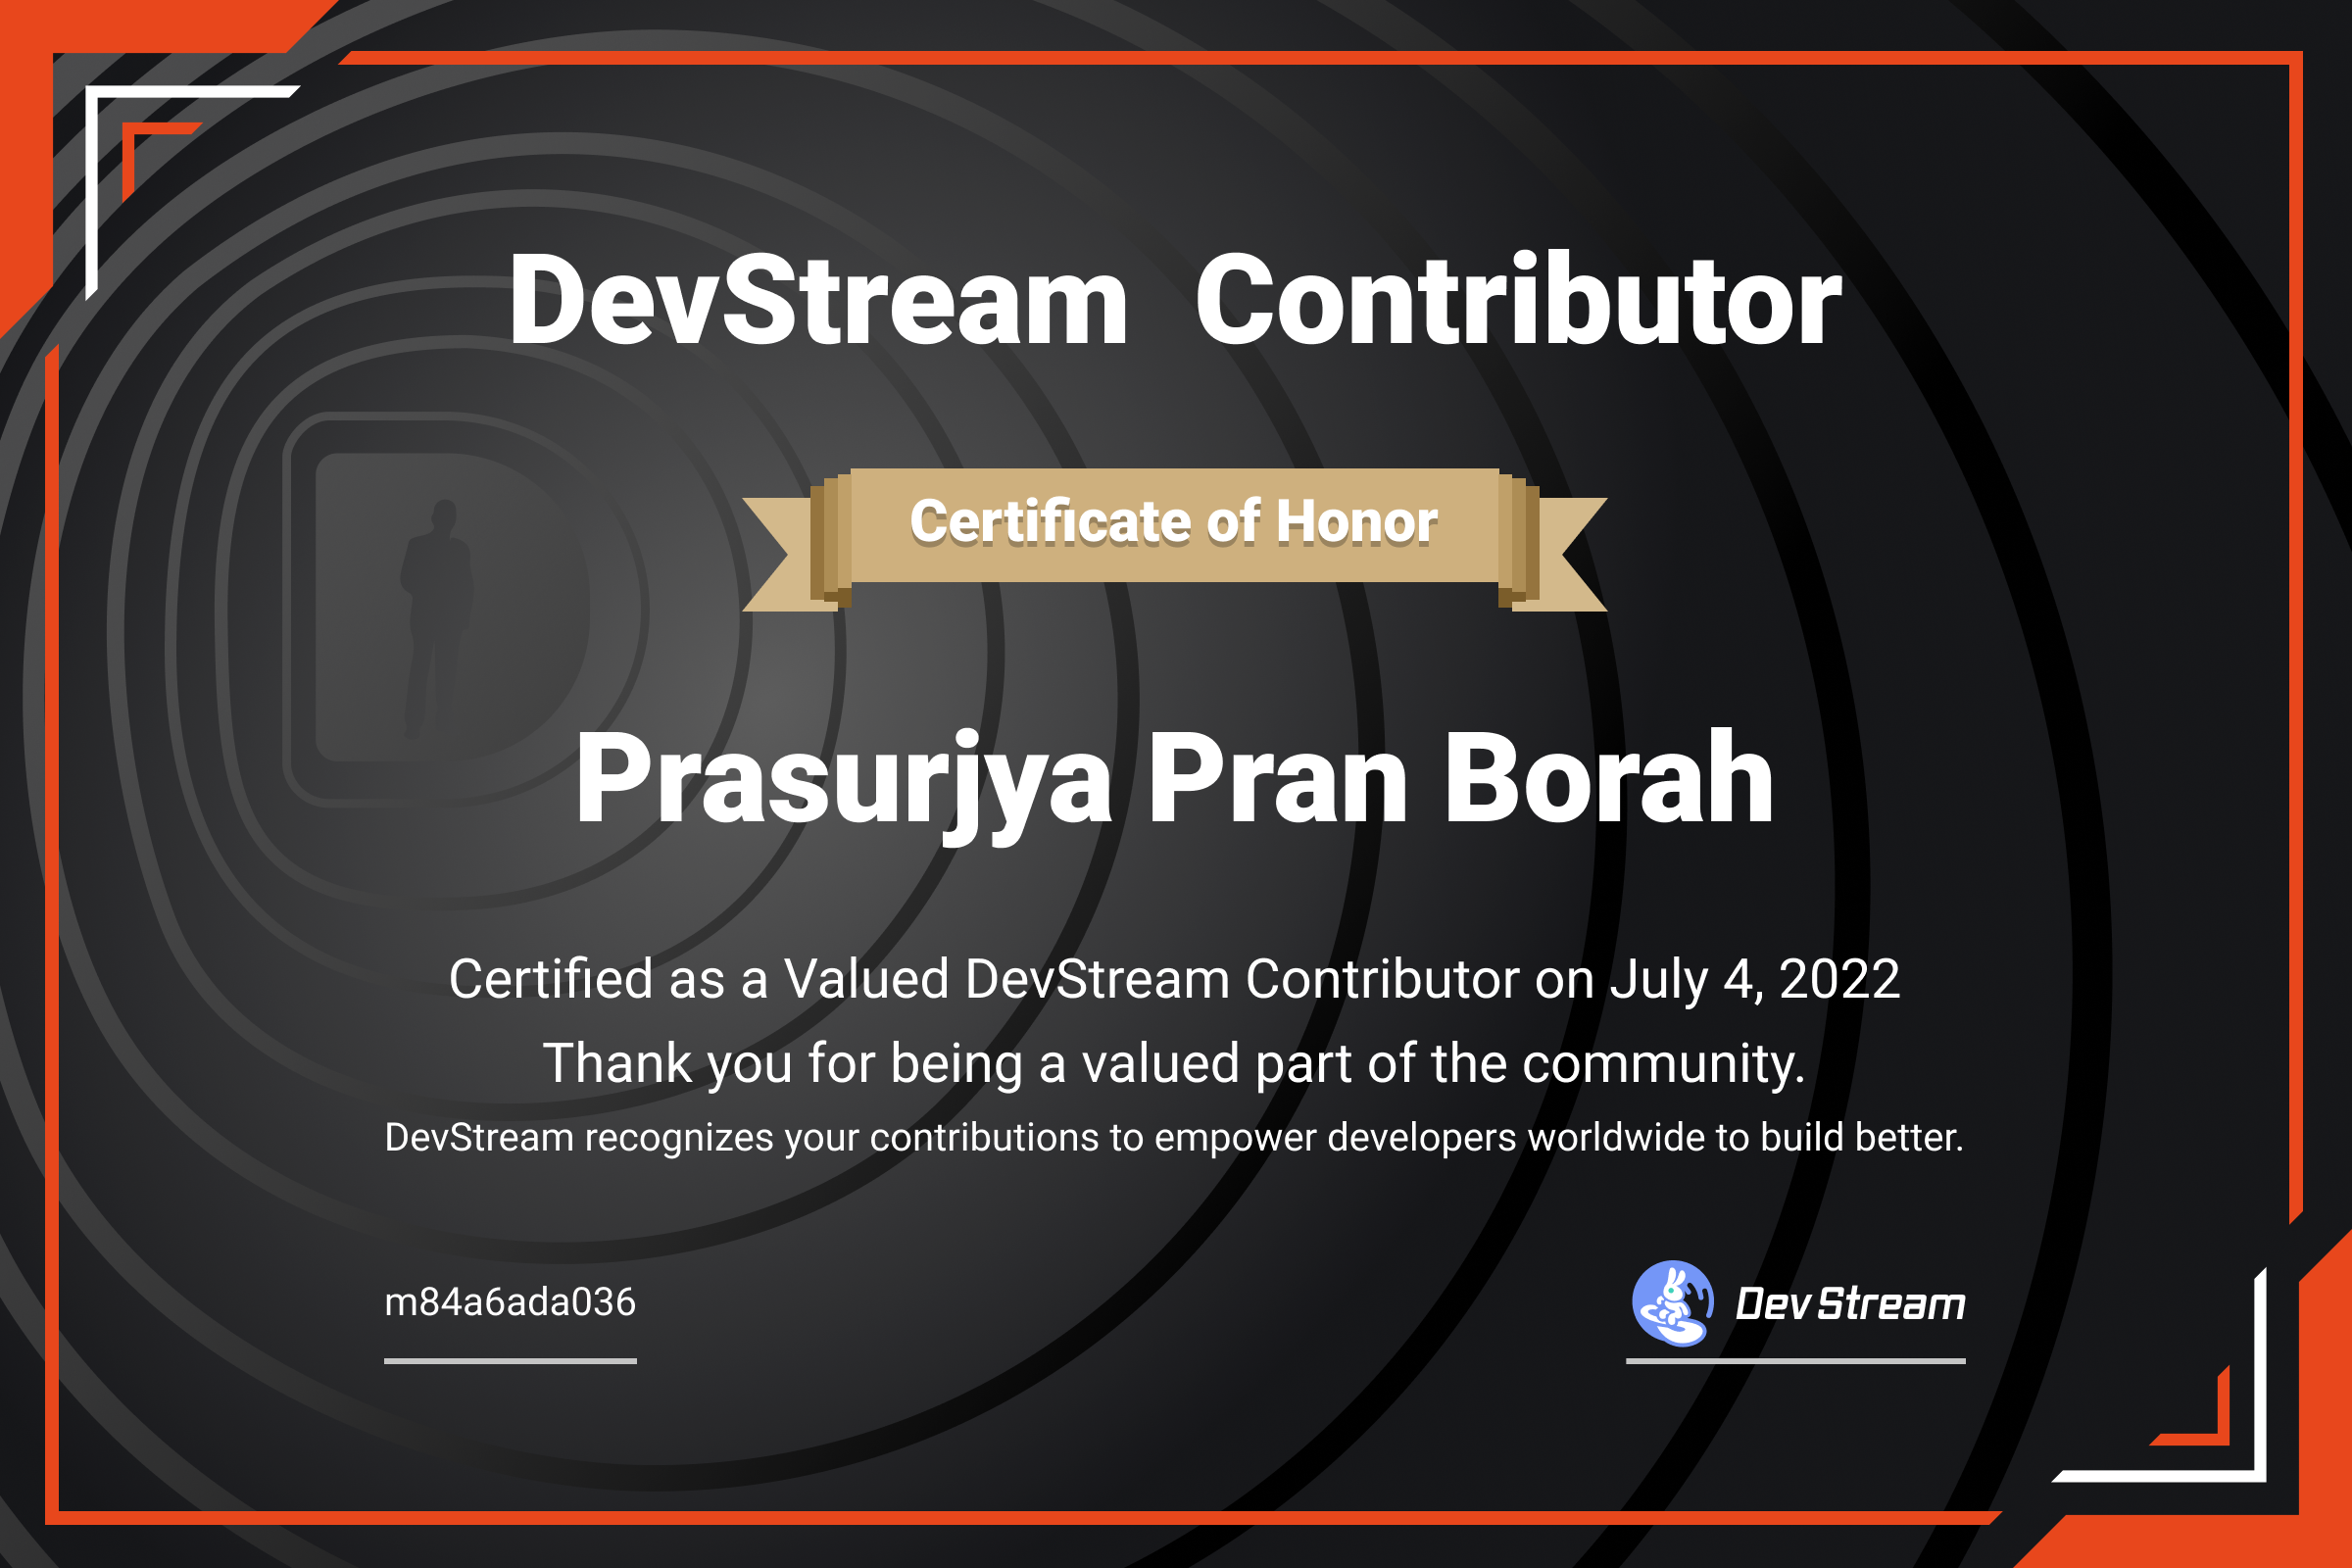 DevStream Contributor
Certificate of Honor
Prasurjya Pran Borah
Certified as a Valued DevStream Contributor on July 4, 2022
Thank you for being a valued part of the community.
DevStream recognizes your contributions to empower developers worldwide to build better.
m84a6ada036
DevStream